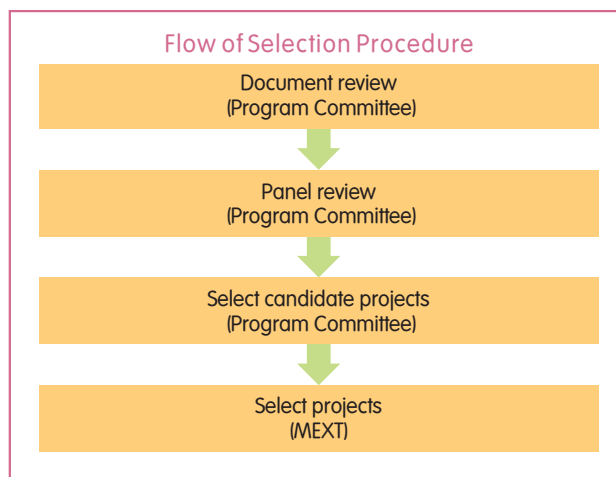 Flow of Selection Procedure
Document review
(Program Committee)
Panel review
(Program Committee)
Select candidate projects
(Program Committee)
Select projects
(MEXT)